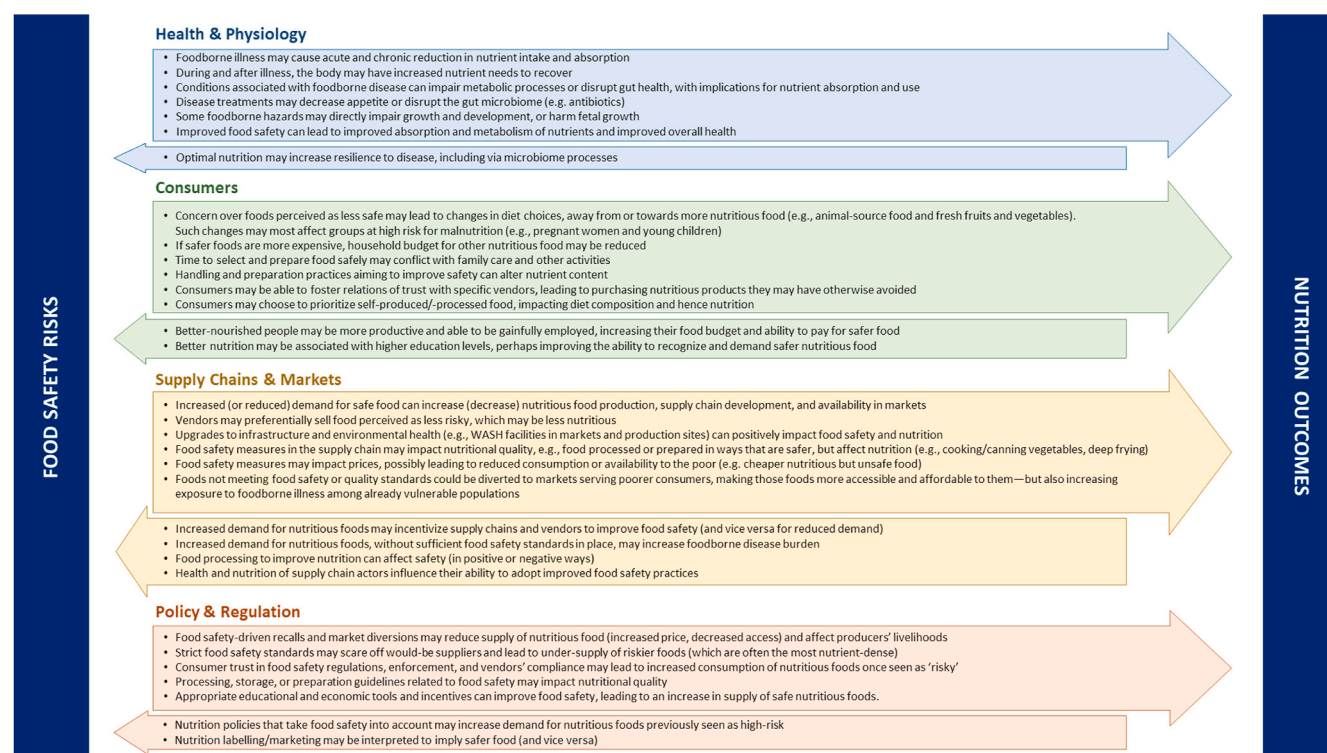 FOOD SAFETY RISKS
Health & Physiology
• Foodborne illness may cause acute and chronic reduction in nutrient intake and absorption
• During and after illness, the body may have increased nutrient needs to recover
• Conditions associated with foodborne disease can impair metabolic processes or disrupt gut health, with implications for nutrient absorption and use
• Disease treatments may decrease appetite or disrupt the gut microbiome (e.g. antibiotics)
• Some foodborne hazards may directly impair growth and development, or harm fetal growth
• Improved food safety can lead to improved absorption and metabolism of nutrients and improved overall health
• Optimal nutrition may increase resilience to disease, including via microbiome processes
Consumers
• Concern over foods perceived as less safe may lead to changes in diet choices, away from or towards more nutritious food (e.g., animal-source food and fresh fruits and vegetables).
Such changes may most affect groups at high risk for malnutrition (e.g., pregnant women and young children)
• If safer foods are more expensive, household budget for other nutritious food may be reduced
• Time to select and prepare food safely may conflict with family care and other activities
• Handling and preparation practices aiming to improve safety can alter nutrient content
• Consumers may be able to foster relations of trust with specific vendors, leading to purchasing nutritious products they may have otherwise avoided
• Consumers may choose to prioritize self-produced/-processed food, impacting diet composition and hence nutrition
• Better-nourished people may be more productive and able to be gainfully employed, increasing their food budget and ability to pay for safer food
• Better nutrition may be associated with higher education levels, perhaps improving the ability to recognize and demand safer nutritious food
Supply Chains & Markets
• Increased (or reduced) demand for safe food can increase (decrease) nutritious food production, supply chain development, and availability in markets
• Vendors may preferentially sell food perceived as less risky, which may be less nutritious
• Upgrades to infrastructure and environmental health (e.g., WASH facilities in markets and production sites) can positively impact food safety and nutrition
• Food safety measures in the supply chain may impact nutritional quality, e.g., food processed or prepared in ways that are safer, but affect nutrition (e.g., cooking/canning vegetables, deep frying)
• Food safety measures may impact prices, possibly leading to reduced consumption or availability to the poor (e.g. cheaper nutritious but unsafe food)
• Foods not meeting food safety or quality standards could be diverted to markets serving poorer consumers, making those foods more accessible and affordable to them—but also increasing
exposure to foodborne illness among already vulnerable populations
• Increased demand for nutritious foods may incentivize supply chains and vendors to improve food safety (and vice versa for reduced demand)
• Increased demand for nutritious foods, without sufficient food safety standards in place, may increase foodborne disease burden
• Food processing to improve nutrition can affect safety (in positive or negative ways)
• Health and nutrition of supply chain actors influence their ability to adopt improved food safety practices
Policy & Regulation
• Food safety-driven recalls and market diversions may reduce supply of nutritious food (increased price, decreased access) and affect producers’ livelihoods
• Strict food safety standards may scare off would-be suppliers and lead to under-supply of riskier foods (which are often the most nutrient-dense)
• Consumer trust in food safety regulations, enforcement, and vendors’ compliance may lead to increased consumption of nutritious foods once seen as ‘risky’
• Processing, storage, or preparation guidelines related to food safety may impact nutritional quality
• Appropriate educational and economic tools and incentives can improve food safety, leading to an increase in supply of safe nutritious foods.
• Nutrition policies that take food safety into account may increase demand for nutritious foods previously seen as high-risk
• Nutrition labelling/marketing may be interpreted to imply safer food (and vice versa)
NUTRITION OUTCOMES